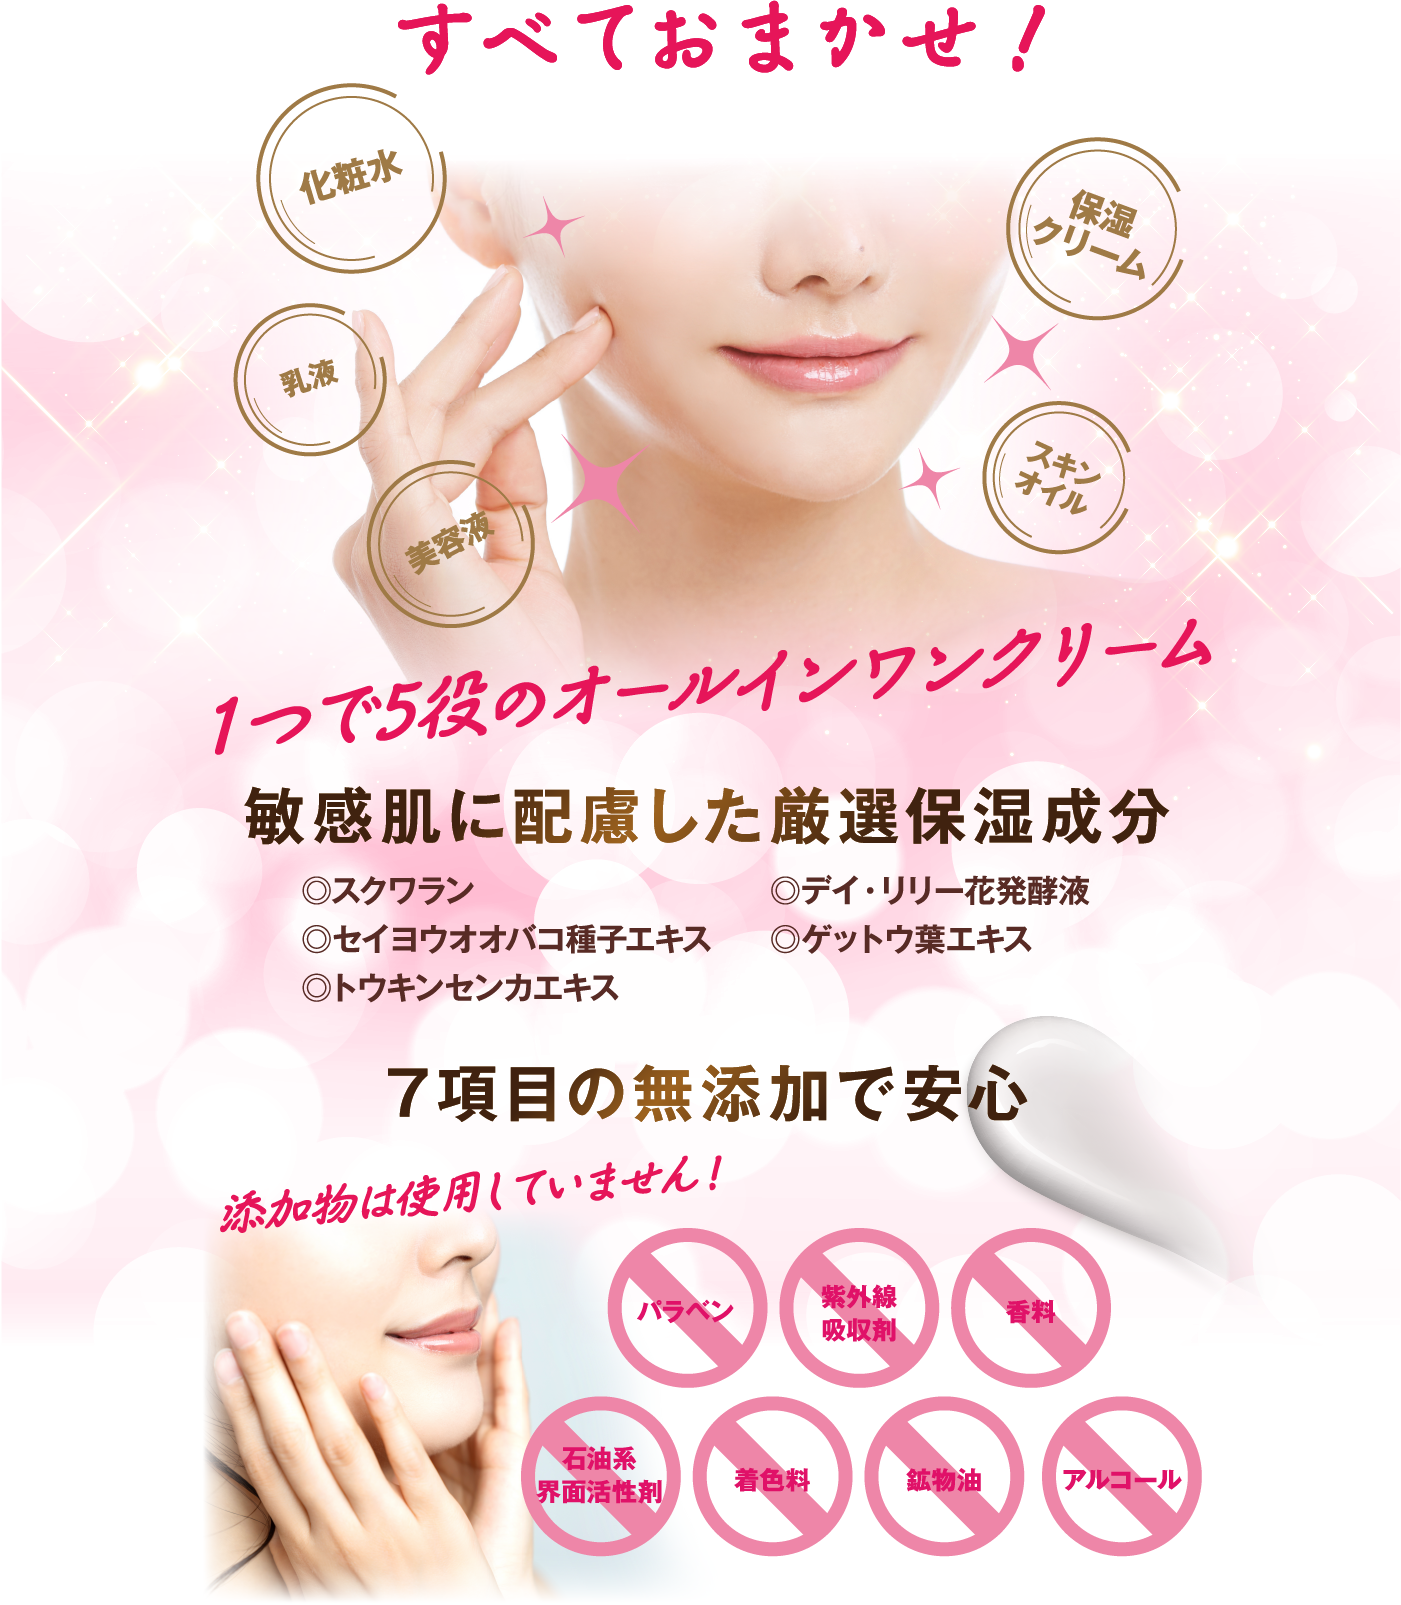 すべておまかせ！
化粧水
保湿
クリーム
乳液
スキン
オイル
美容液
1つで5役のオールインワンクリーム
敏感肌に配慮した厳選保湿成分
◎スクワラン
◎デイ・リリー花発酵液
◎セイヨウオオバコ種子エキス
◎ゲットウ葉エキス
◎トウキンセンカエキス
7項目の無添加で安心
添加物は使用していません！
パラベン
紫外線
吸収剤
香料
石油系
界面活性剤
着色料
鉱物油
アルコール